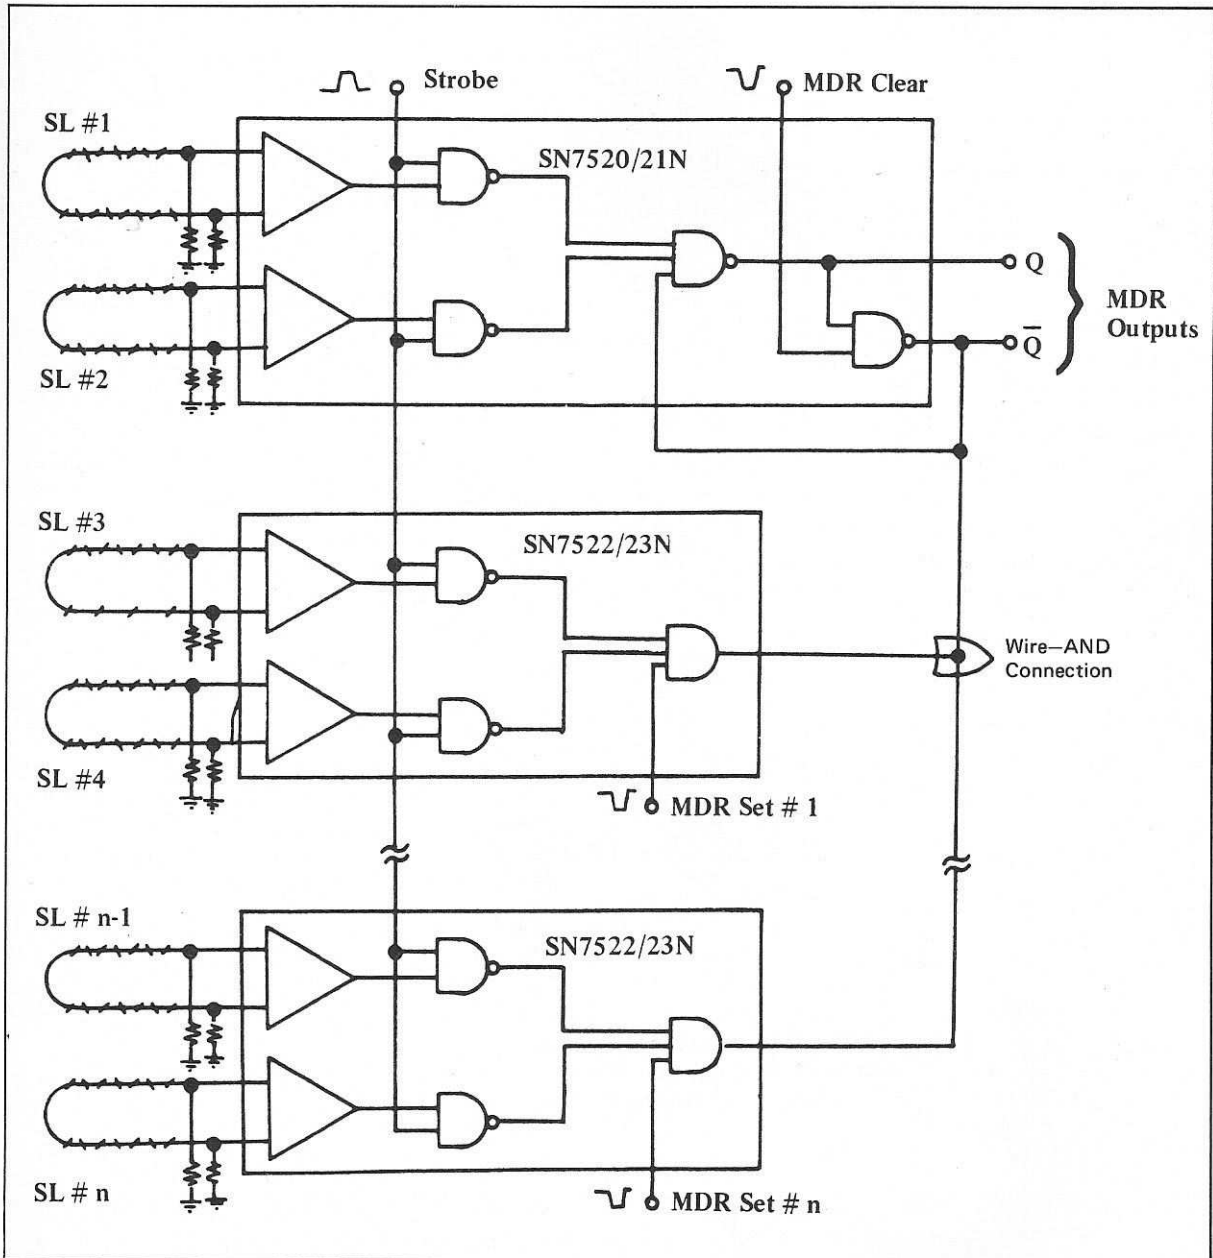 Strobe
MDR Clear
SL #1
SN7520/21N
Q
MDR
Outputs
Q̅
SL #2
SL #3
SN7522/23N
Wire—AND
Connection
SL #4
MDR Set # 1
SL # n-1
SN7522/23N
SL # n
MDR Set # n